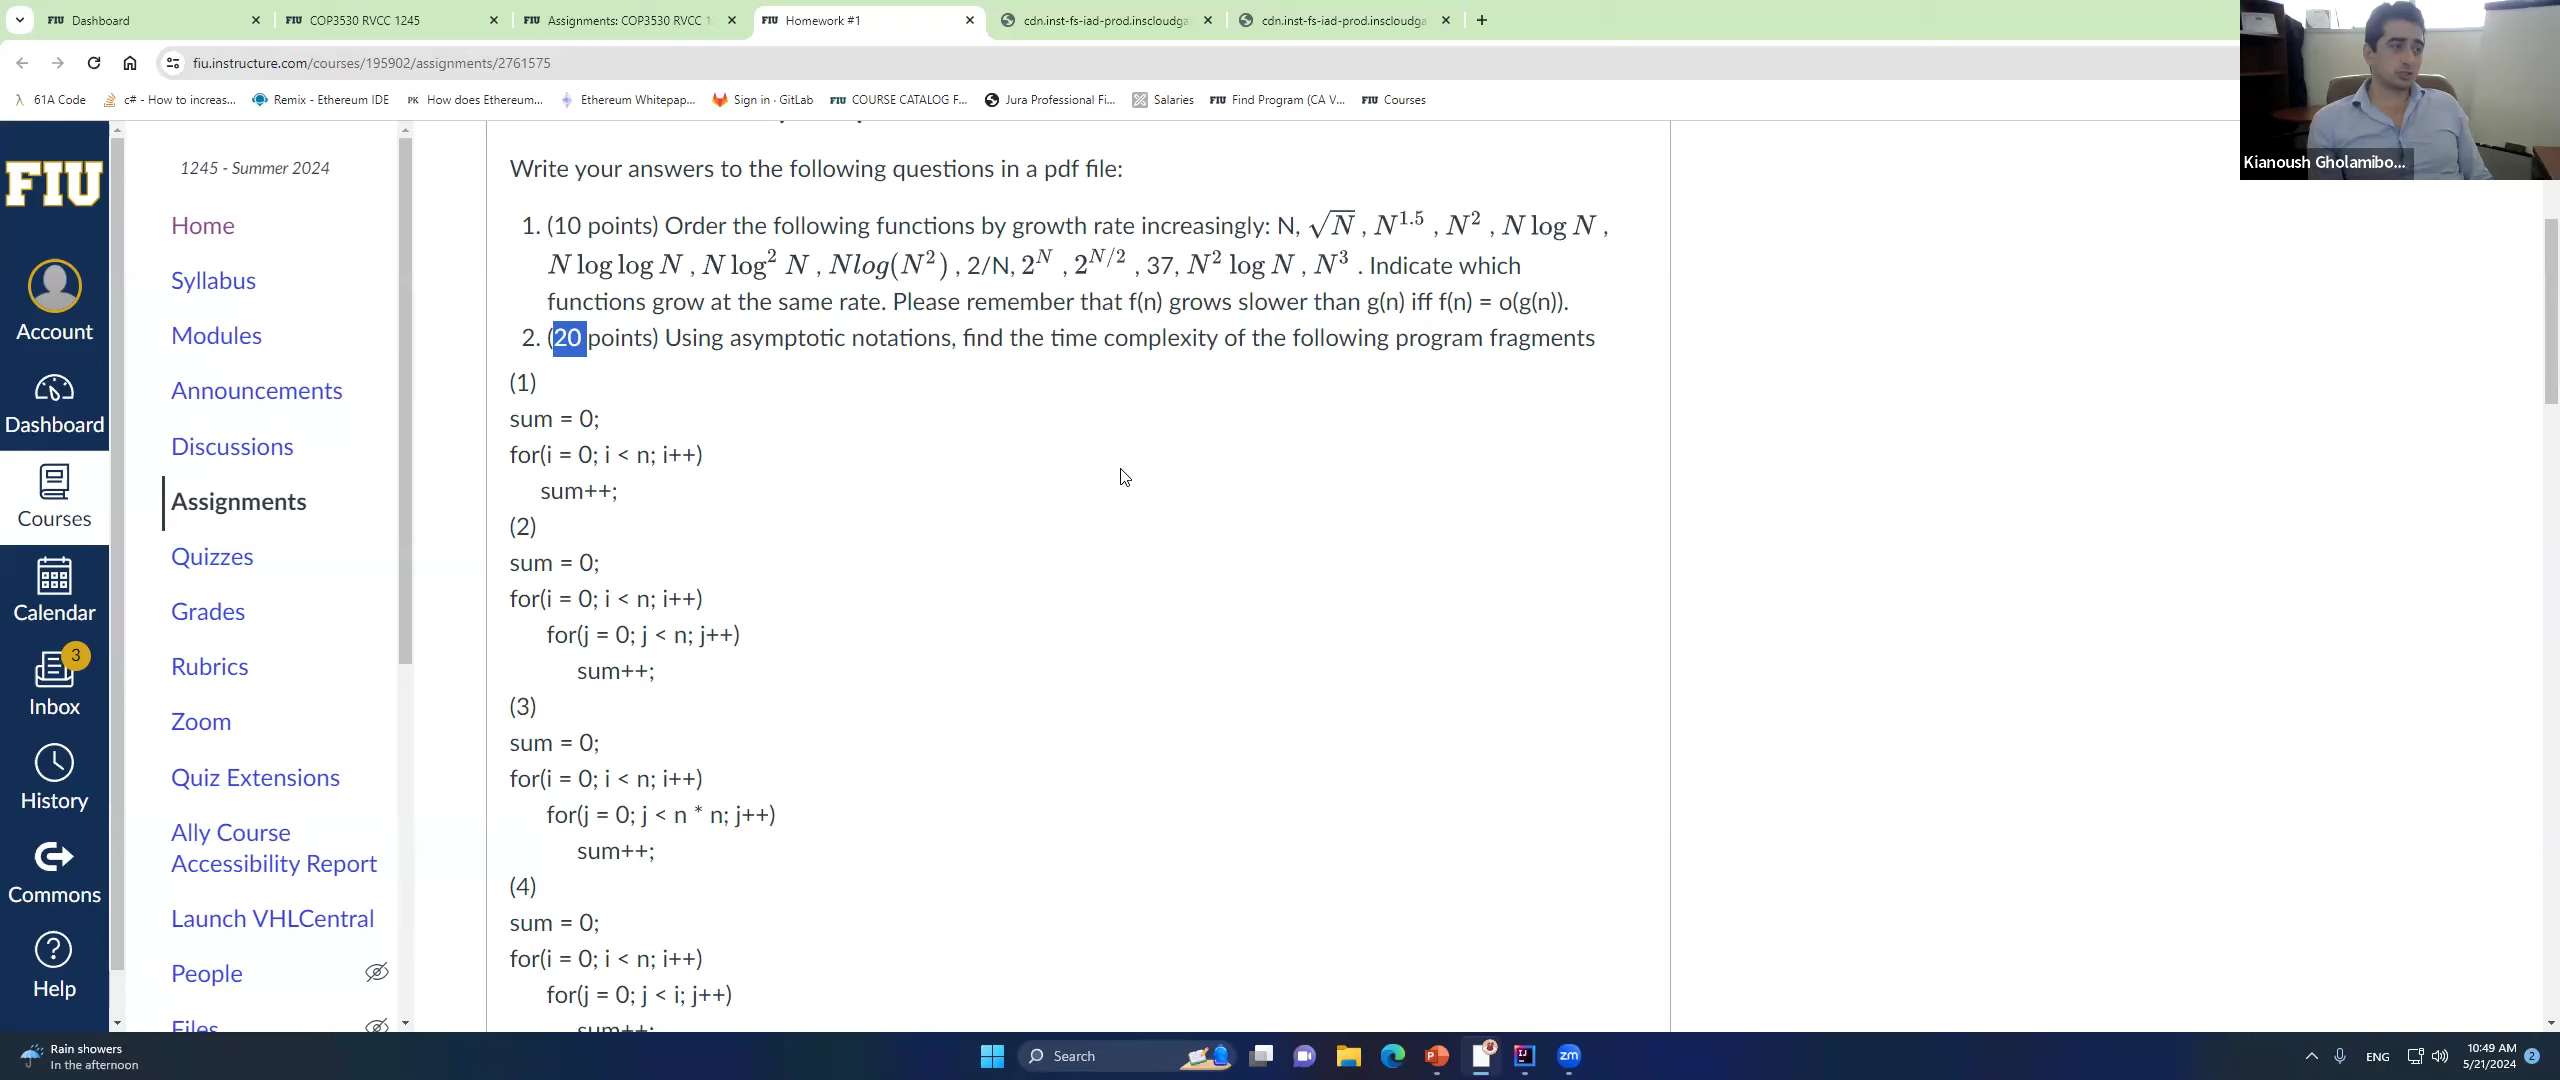 Dashboard
COP3530 RVCC 1245
Assignments: COP3530 RVCC 1
Homework #1
cdn.inst-fs-iad-prod.inscloudga
cdn.inst-fs-iad-prod.inscloudga
fiu.instructure.com/courses/195902/assignments/2761575
61A Code
c# - How to increas...
Remix - Ethereum IDE
PK How does Ethereum...
Ethereum Whitepap...
Sign in · GitLab
FIU COURSE CATALOG F...
Jura Professional Fi...
Salaries
FIU Find Program (CA V...
FIU Courses
Kianoush Gholamibo...
FIU
Account
Dashboard
Courses
Calendar
3
Inbox
History
Commons
Help
1245 - Summer 2024
Home
Syllabus
Modules
Announcements
Discussions
Assignments
Quizzes
Grades
Rubrics
Zoom
Quiz Extensions
Ally Course
Accessibility Report
Launch VHLCentral
People
Files
Write your answers to the following questions in a pdf file:
1. (10 points) Order the following functions by growth rate increasingly: N, √N , N^1.5 , N^2 , N log N ,
N log log N , N log^2 N , Nlog(N^2) , 2/N, 2^N , 2^N/2 , 37, N^2 log N , N^3 . Indicate which
functions grow at the same rate. Please remember that f(n) grows slower than g(n) iff f(n) = o(g(n)).
2. (20 points) Using asymptotic notations, find the time complexity of the following program fragments
(1)
sum = 0;
for(i = 0; i < n; i++)
sum++;
(2)
sum = 0;
for(i = 0; i < n; i++)
for(j = 0; j < n; j++)
sum++;
(3)
sum = 0;
for(i = 0; i < n; i++)
for(j = 0; j < n * n; j++)
sum++;
(4)
sum = 0;
for(i = 0; i < n; i++)
for(j = 0; j < i; j++)
sum++;
Rain showers
In the afternoon
Search
zm
ENG
10:49 AM
5/21/2024
2